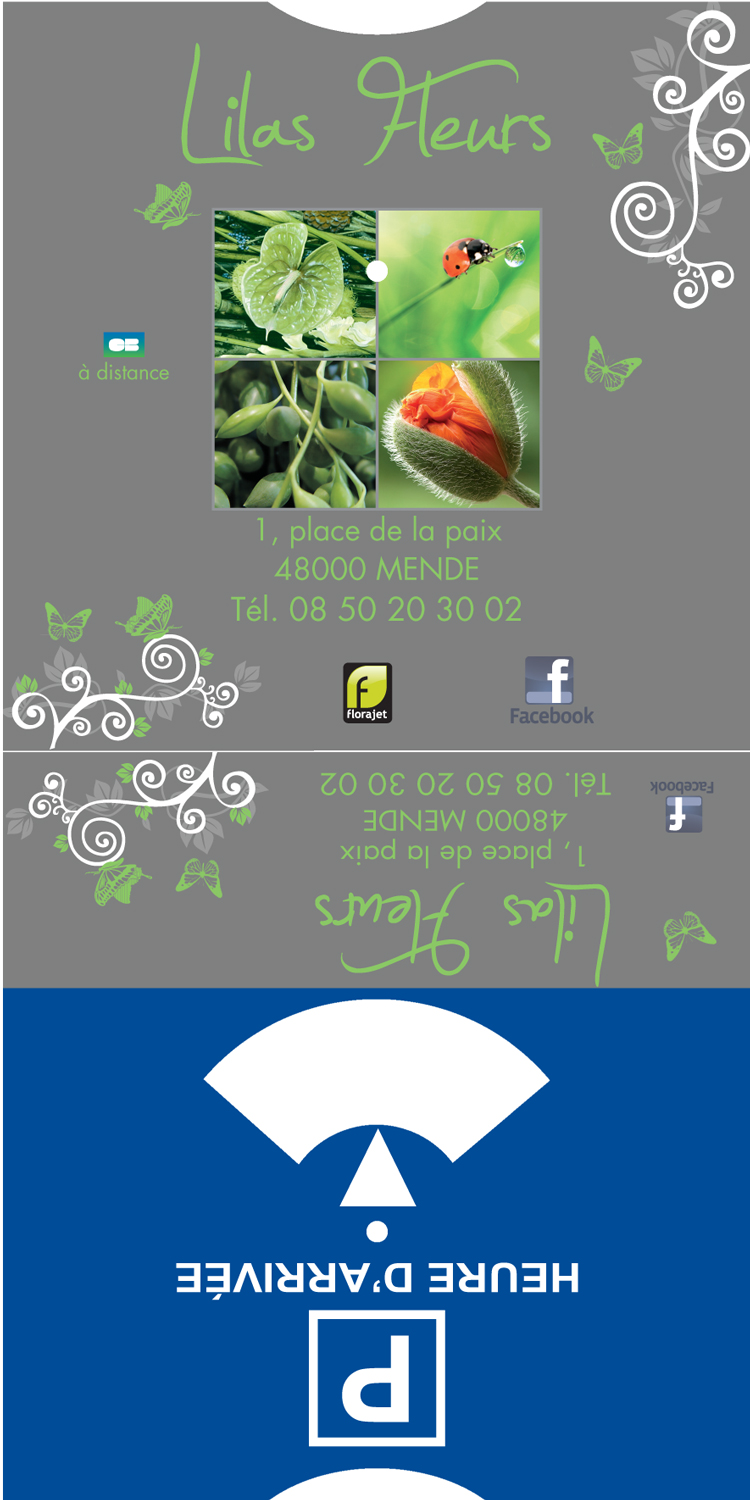 Lilas Fleurs
CB
à distance
1, place de la paix
48000 MENDE
Tél. 08 50 20 30 02
f
florajet
f
Facebook
Lilas Fleurs
1, place de la paix
48000 MENDE
Tél. 08 50 20 30 02
f
Facebook
P
HEURE D'ARRIVÉE